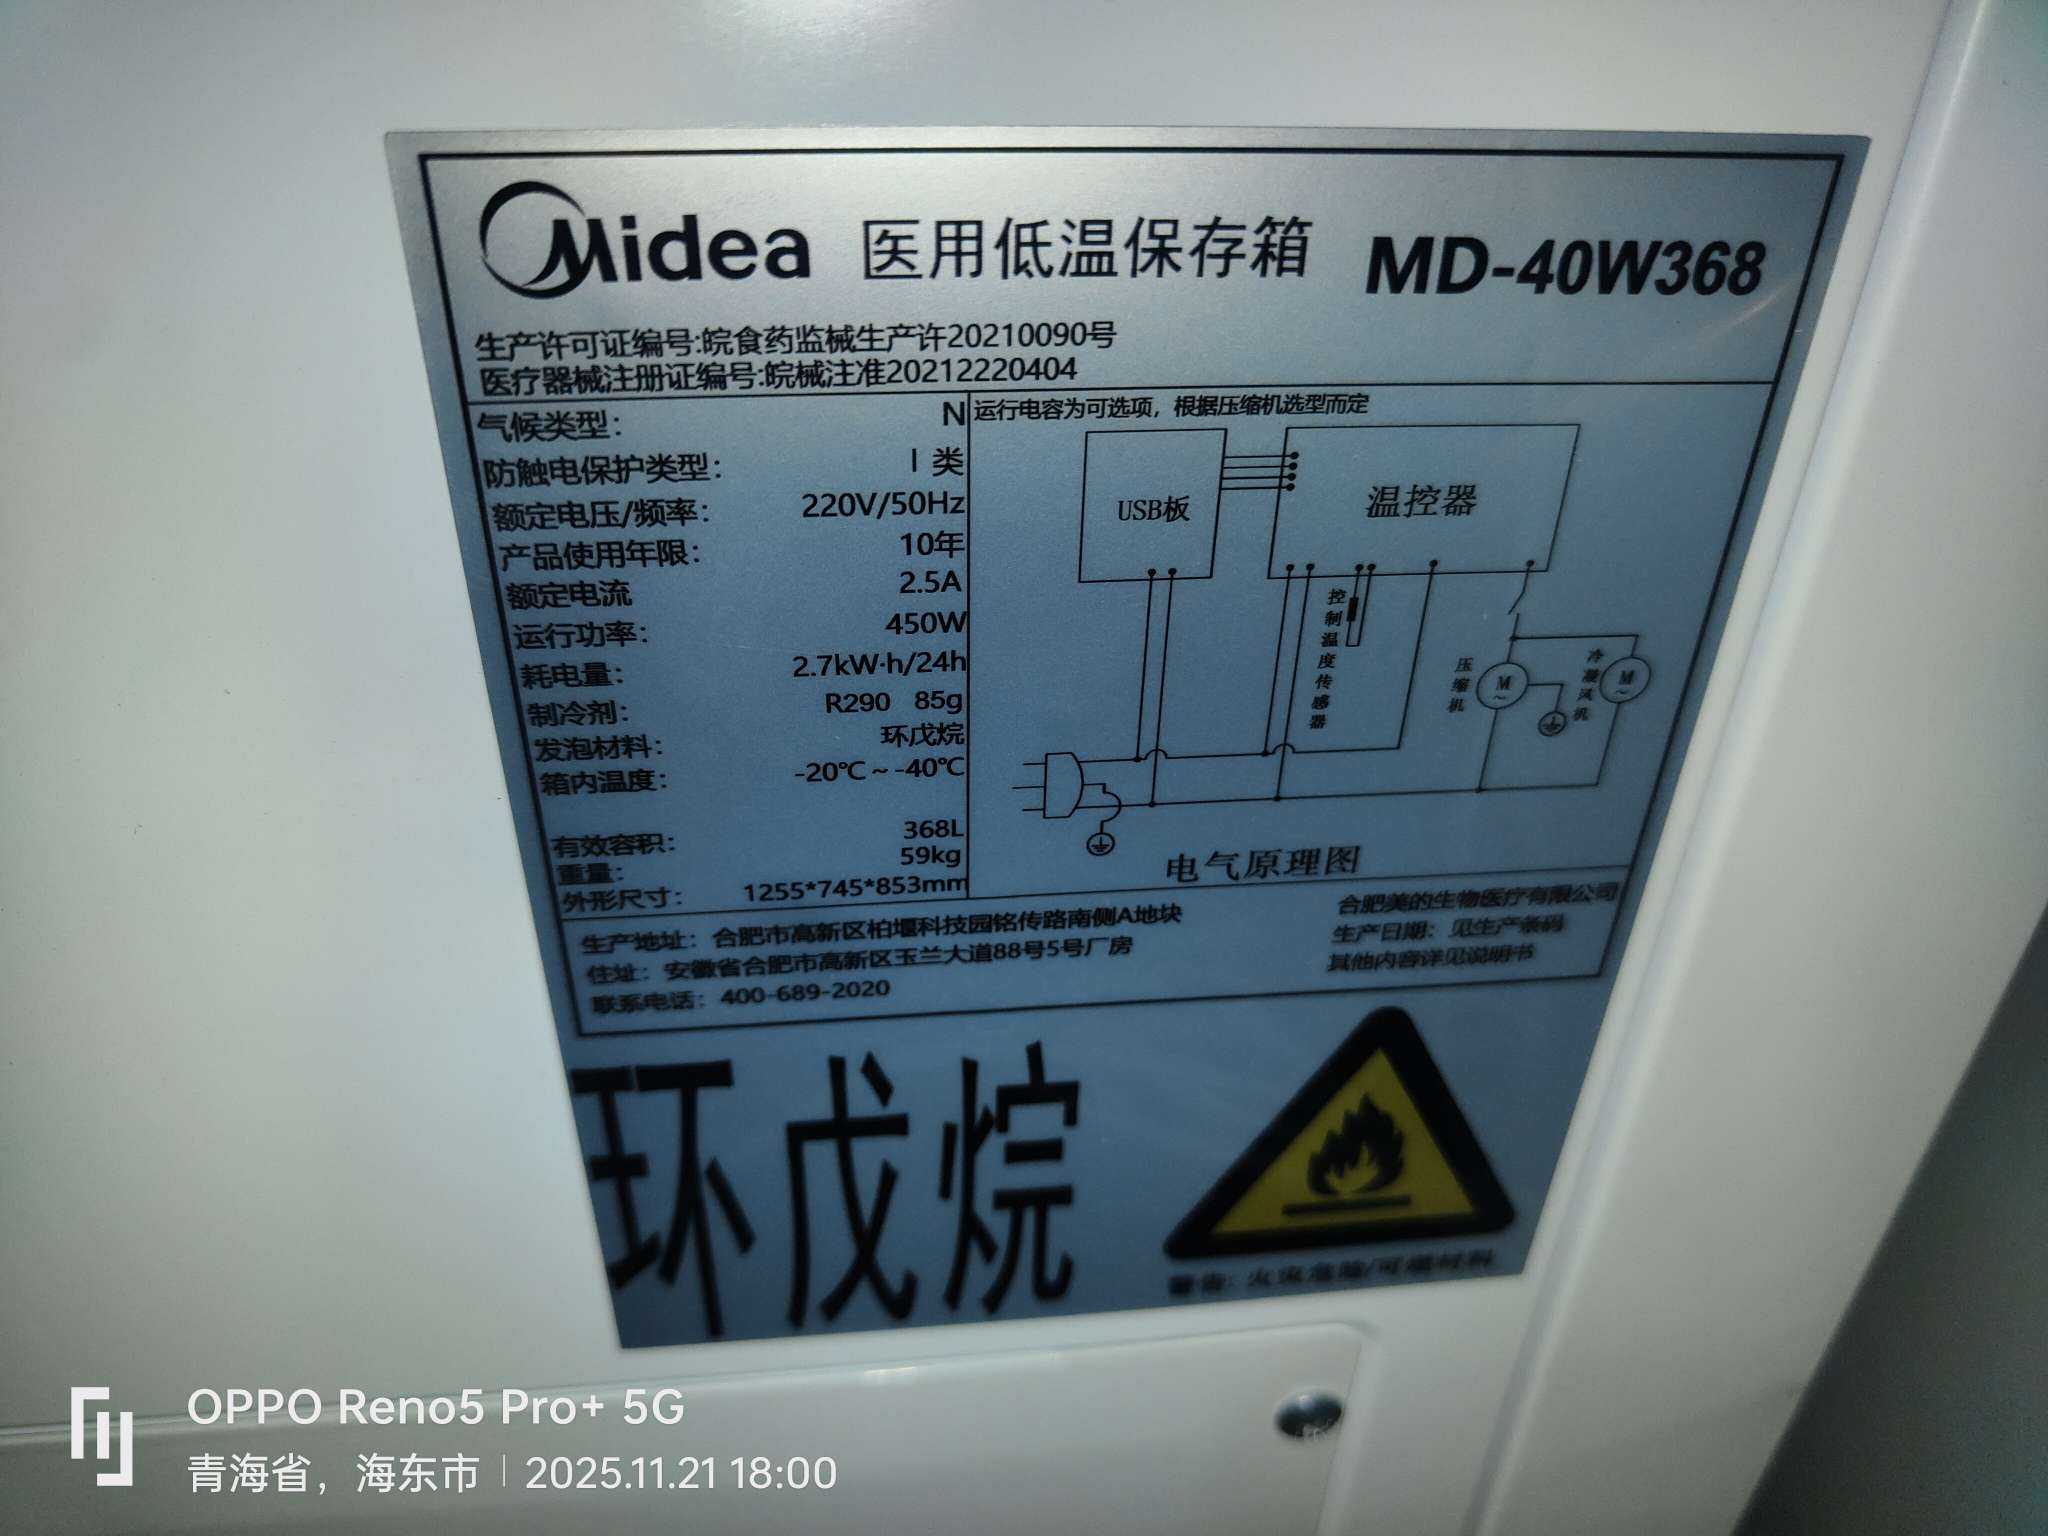 Midea 医用低温保存箱 MD-40W368
生产许可证编号:皖食药监械生产许20210090号
医疗器械注册证编号:皖械注准20212220404
气候类型: N
防触电保护类型: I 类
额定电压/频率: 220V/50Hz
产品使用年限: 10年
额定电流 2.5A
运行功率: 450W
耗电量: 2.7kW·h/24h
制冷剂: R290 85g
发泡材料: 环戊烷
箱内温度: -20℃~-40℃
有效容积: 368L
重量: 59kg
外形尺寸: 1255*745*853mm
运行电容为可选项，根据压缩机选型而定
USB板
温控器
控制温度传感器
压缩机
M
~
冷凝风机
M
~
电气原理图
生产地址: 合肥市高新区柏堰科技园铭传路南侧A地块
住址: 安徽省合肥市高新区玉兰大道88号5号厂房
联系电话: 400-689-2020
合肥美的生物医疗有限公司
生产日期: 见生产条码
其他内容详见说明书
环戊烷
警告: 火灾危险/可燃材料
OPPO Reno5 Pro+ 5G
青海省，海东市 | 2025.11.21 18:00